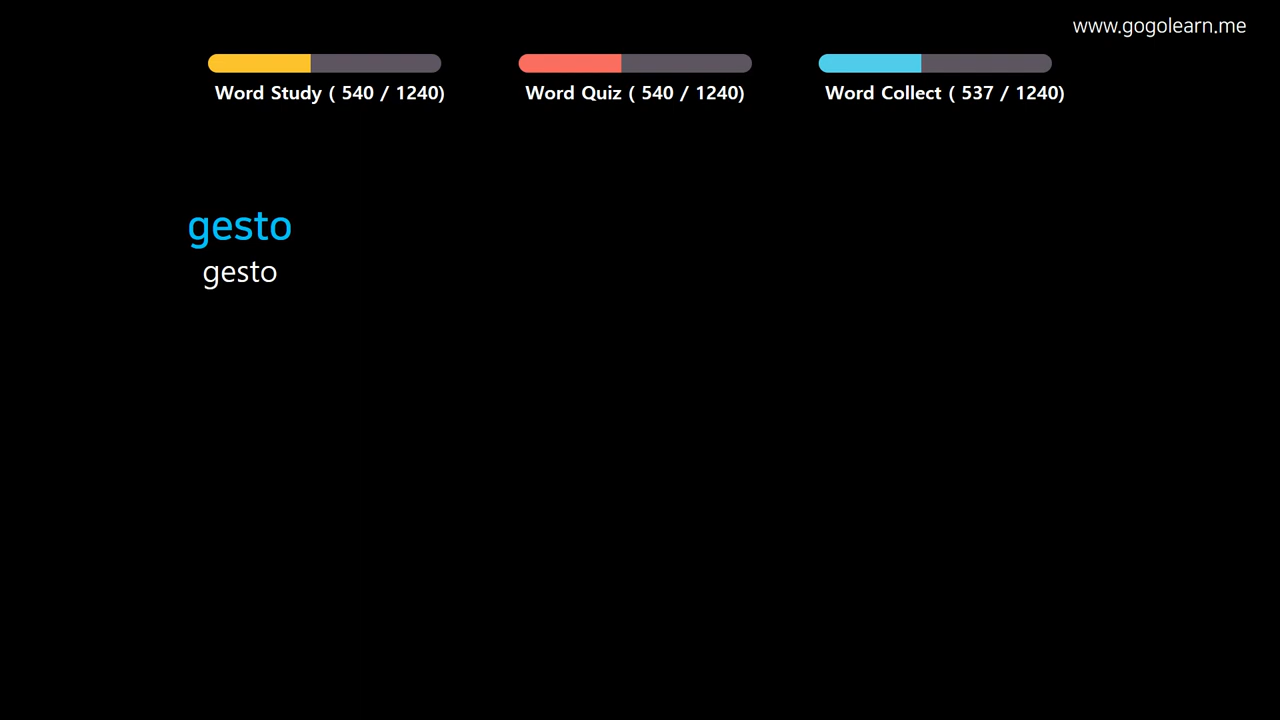 www.gogolearn.me
Word Study ( 540 / 1240)
Word Quiz ( 540 / 1240)
Word Collect ( 537 / 1240)
gesto
gesto